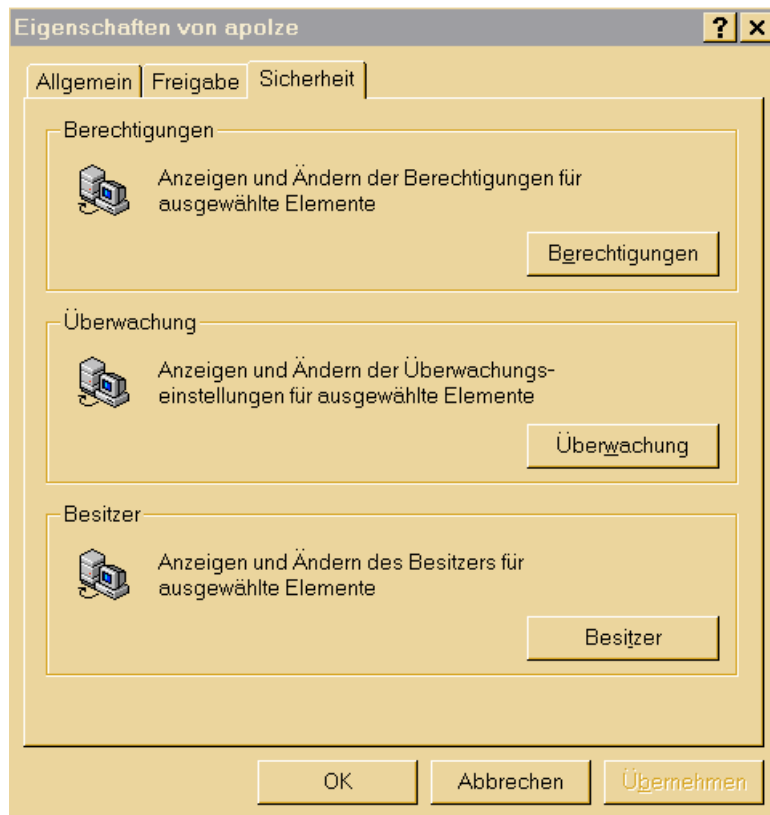 Eigenschaften von apolze
Allgemein Freigabe Sicherheit
Berechtigungen
Anzeigen und Ändern der Berechtigungen für
ausgewählte Elemente
Berechtigungen
Überwachung
Anzeigen und Ändern der Überwachungs-
einstellungen für ausgewählte Elemente
Überwachung
Besitzer
Anzeigen und Ändern des Besitzers für
ausgewählte Elemente
Besitzer
OK Abbrechen Übernehmen